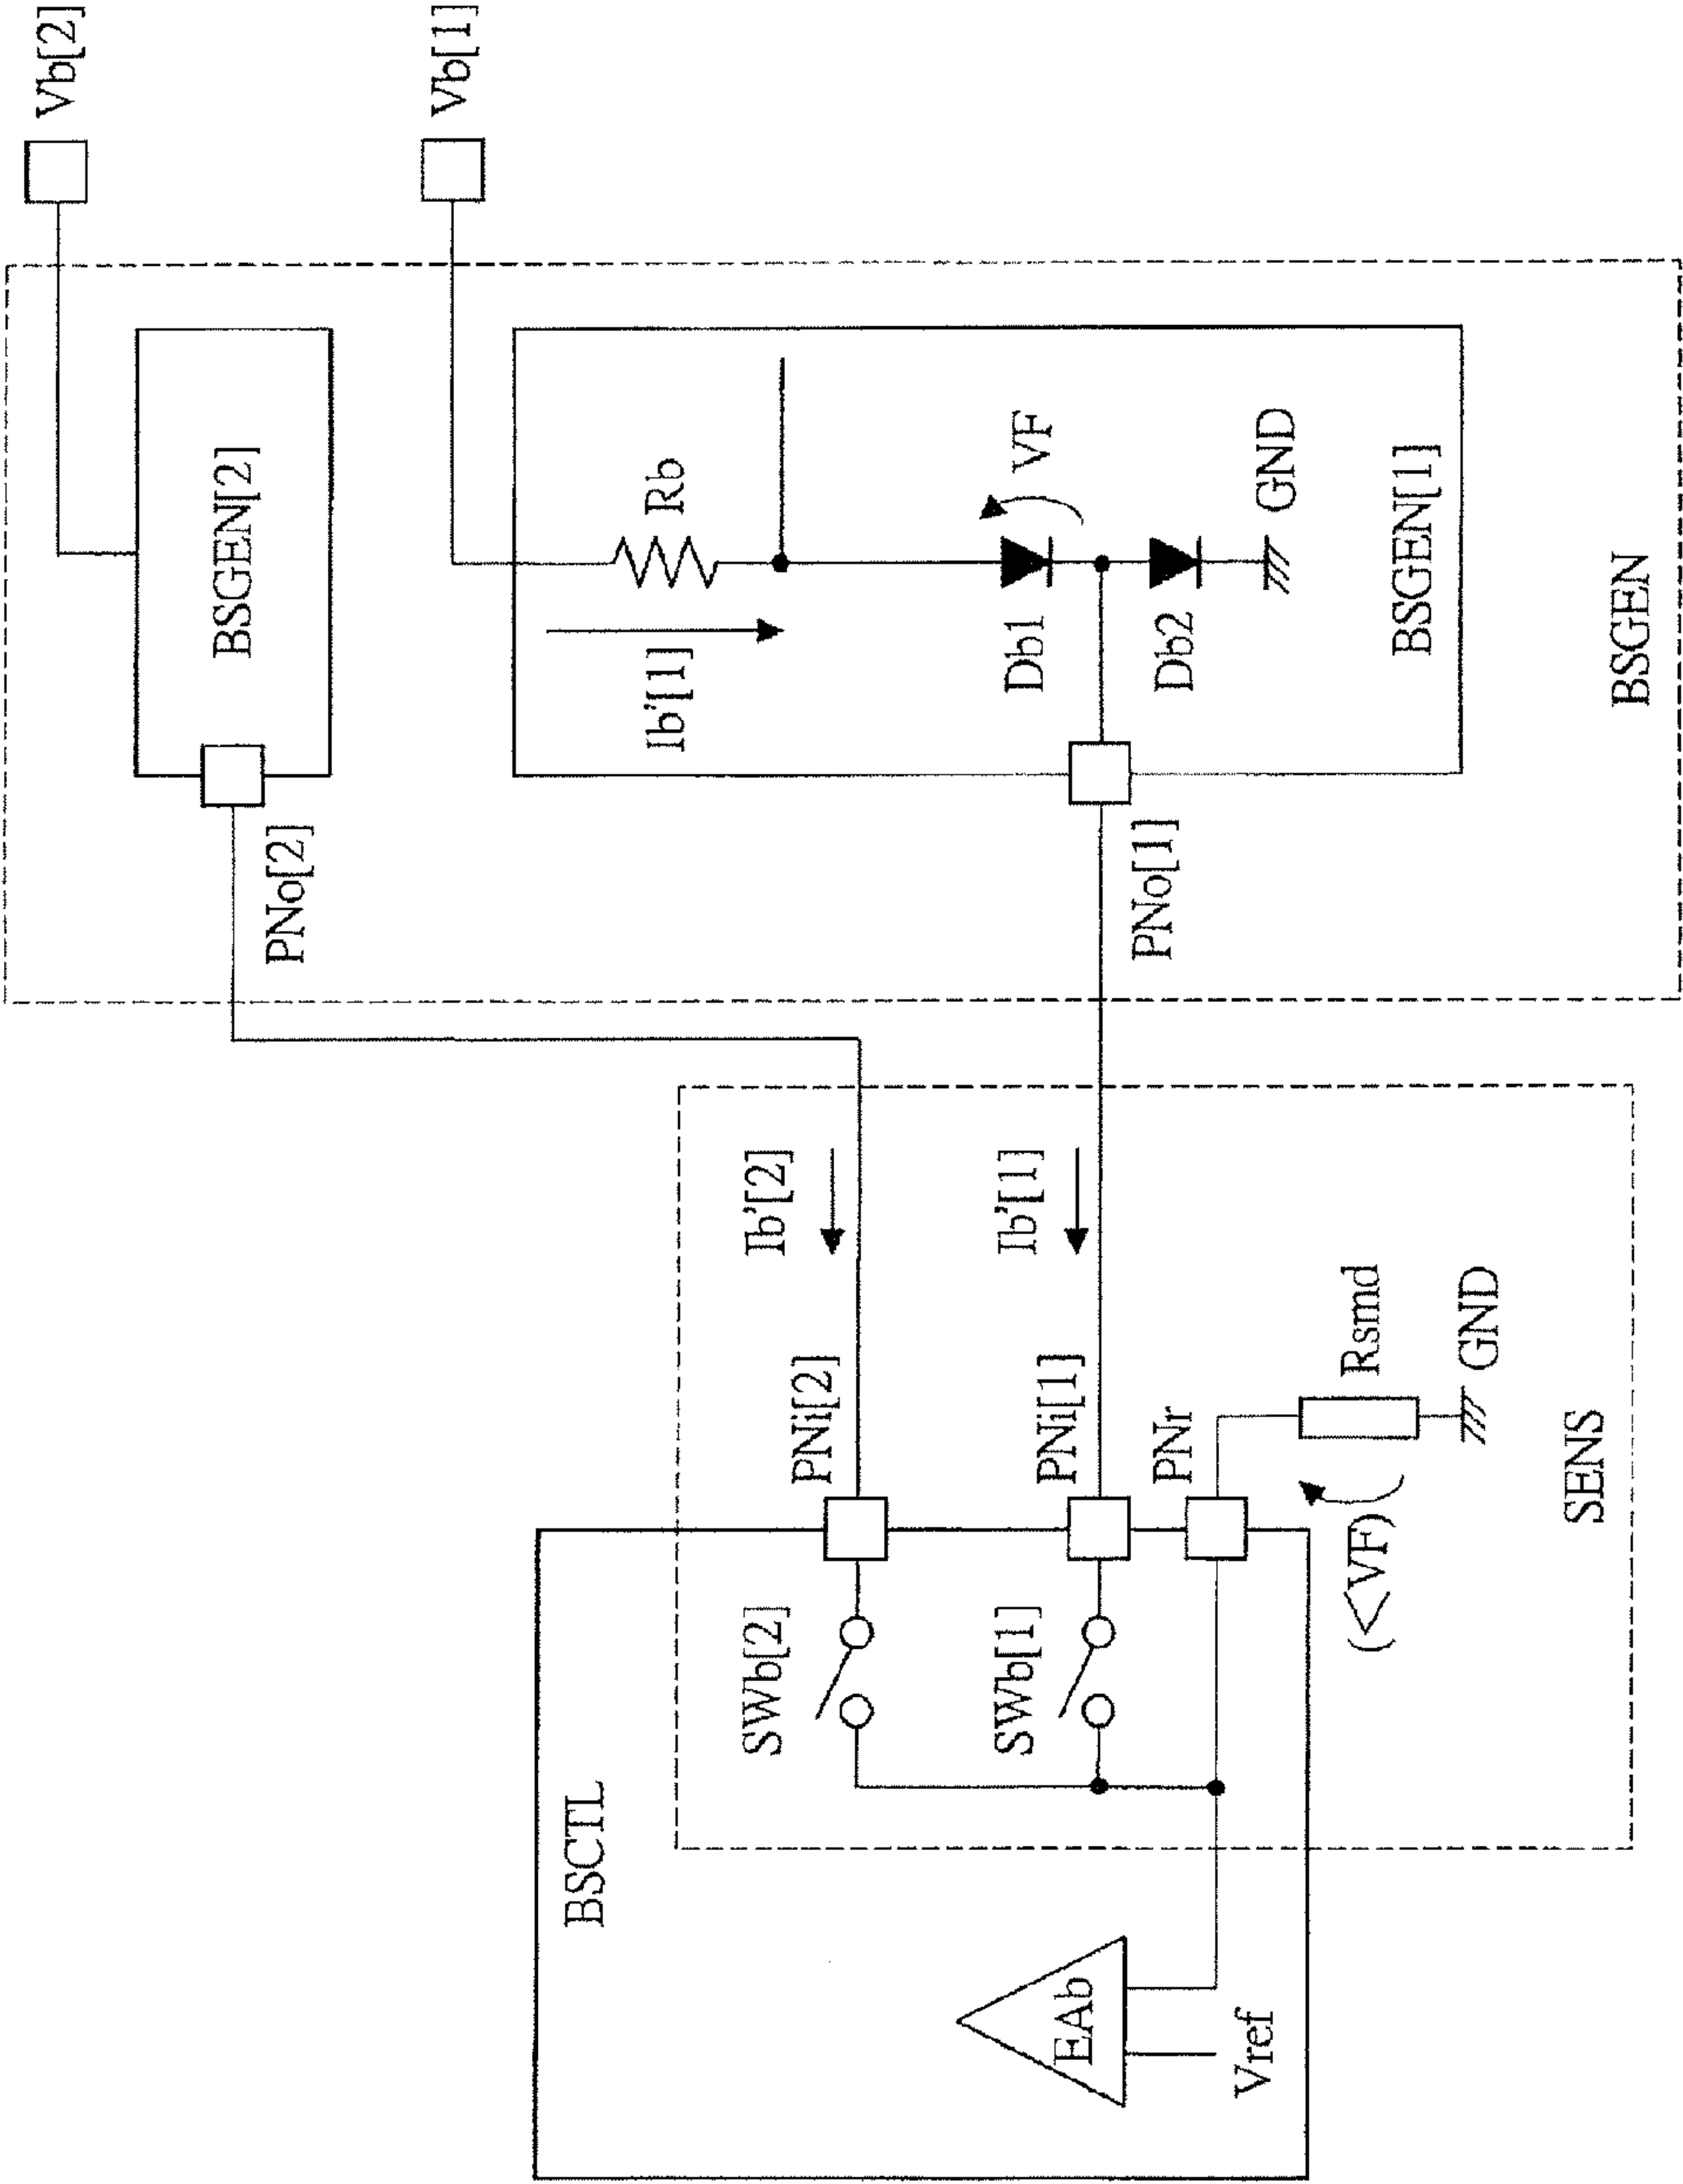 Vb[2]
Vb[1]
BSGEN[2]
PNo[2]
Rb
Ib'[1]
VF
Db1
Db2
GND
BSGEN[1]
PNo[1]
BSGEN
Ib'[2]
Ib'[1]
PNi[2]
PNi[1]
PNr
Rsmd
GND
(<VF)
SENS
SWb[2]
SWb[1]
BSCTL
EAb
Vref